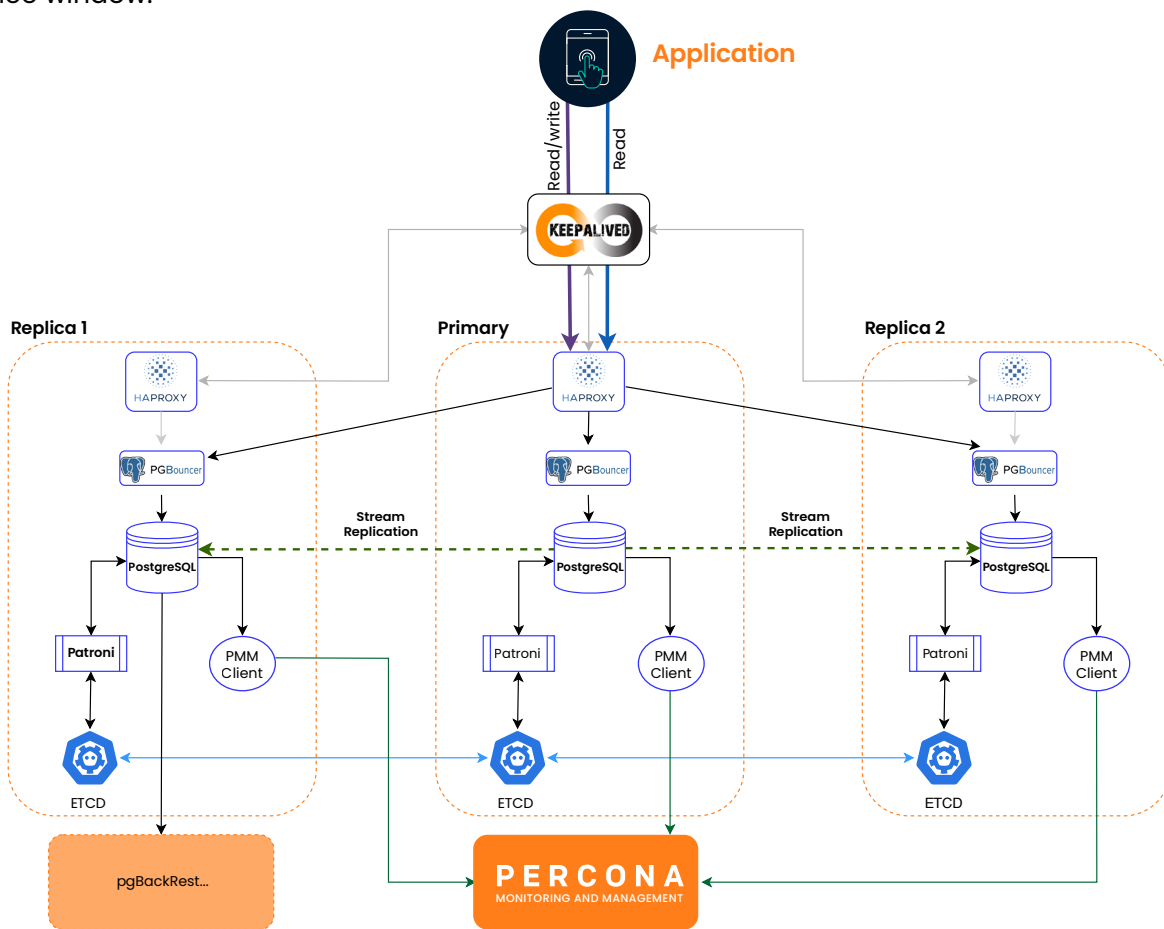 Application
Read/write
Read
KEEPALIVED
Replica 1
Primary
Replica 2
HAPROXY
HAPROXY
HAPROXY
PGBouncer
PGBouncer
PGBouncer
Stream
Replication
Stream
Replication
PostgreSQL
PostgreSQL
PostgreSQL
Patroni
PMM
Client
Patroni
PMM
Client
Patroni
PMM
Client
ETCD
ETCD
ETCD
pgBackRest...
PERCONA
MONITORING AND MANAGEMENT